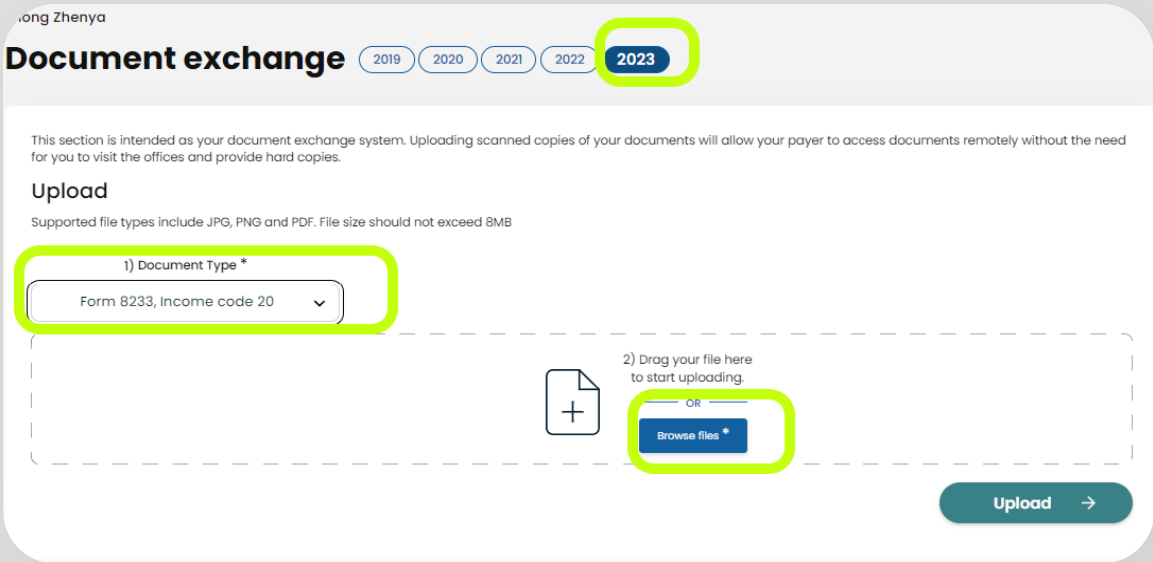 Zhenya
Document exchange 2019 2020 2021 2022 2023
This section is intended as your document exchange system. Uploading scanned copies of your documents will allow your payer to access documents remotely without the need
for you to visit the offices and provide hard copies.
Upload
Supported file types include JPG, PNG and PDF. File size should not exceed 8MB
1) Document Type *
Form 8233, Income code 20
2) Drag your file here
to start uploading.
OR
Browse files *
Upload